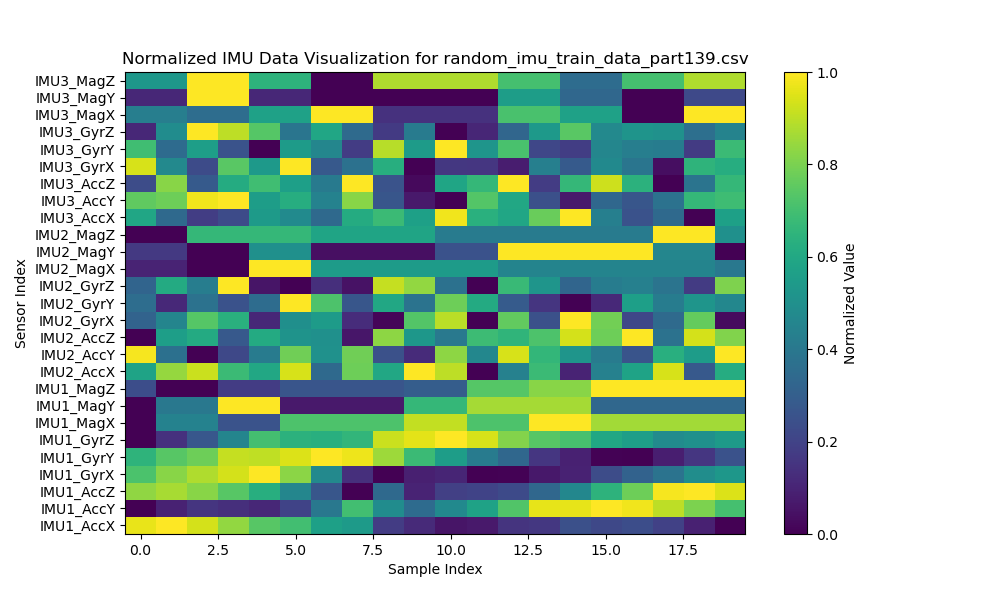 Normalized IMU Data Visualization for random_imu_train_data_part139.csv
Sensor Index
IMU3_MagZ
IMU3_MagY
IMU3_MagX
IMU3_GyrZ
IMU3_GyrY
IMU3_GyrX
IMU3_AccZ
IMU3_AccY
IMU3_AccX
IMU2_MagZ
IMU2_MagY
IMU2_MagX
IMU2_GyrZ
IMU2_GyrY
IMU2_GyrX
IMU2_AccZ
IMU2_AccY
IMU2_AccX
IMU1_MagZ
IMU1_MagY
IMU1_MagX
IMU1_GyrZ
IMU1_GyrY
IMU1_GyrX
IMU1_AccZ
IMU1_AccY
IMU1_AccX
0.0 2.5 5.0 7.5 10.0 12.5 15.0 17.5
Sample Index
1.0
0.8
0.6
0.4
0.2
0.0
Normalized Value